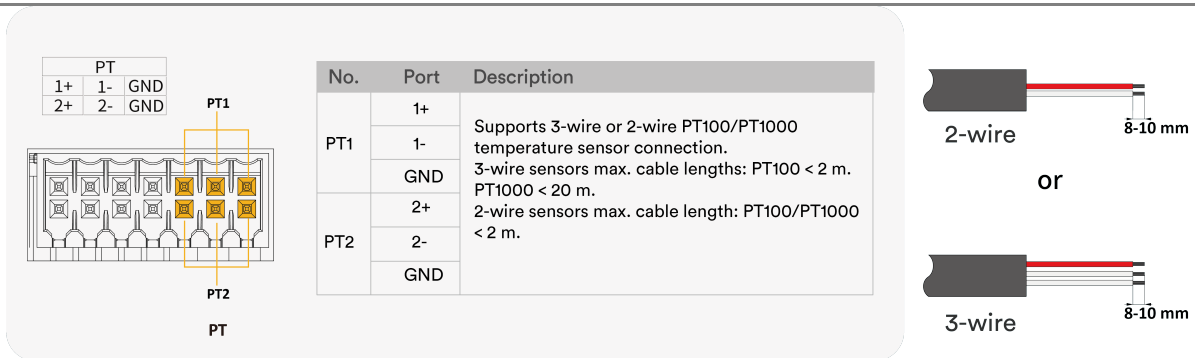 PT
1+ 1- GND
2+ 2- GND
PT1
PT2
PT
No. Port Description
PT1
1+
1-
GND
PT2
2+
2-
GND
Supports 3-wire or 2-wire PT100/PT1000
temperature sensor connection.
3-wire sensors max. cable lengths: PT100 < 2 m.
PT1000 < 20 m.
2-wire sensors max. cable length: PT100/PT1000
< 2 m.
2-wire
8-10 mm
or
3-wire
8-10 mm